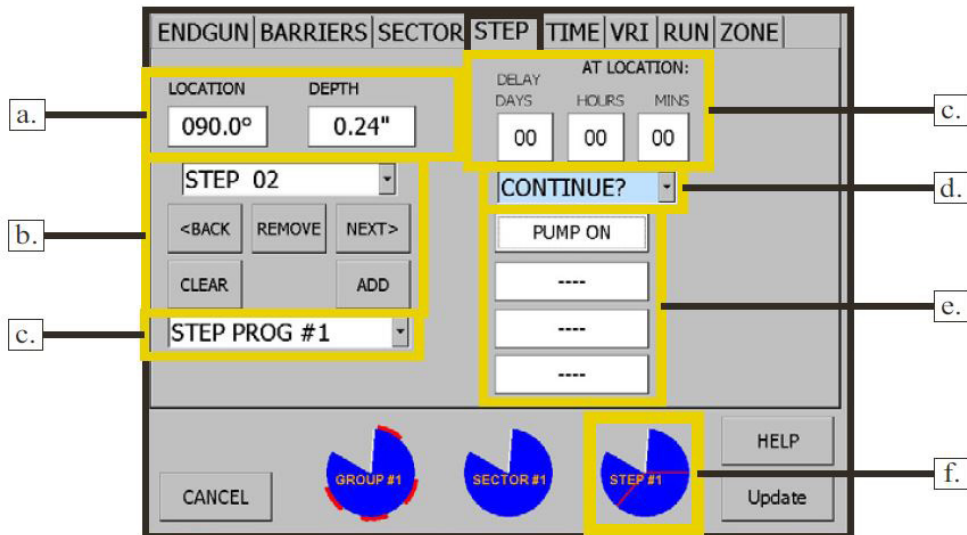 ENDGUN BARRIERS SECTOR STEP TIME VRI RUN ZONE
a.
LOCATION DEPTH
090.0° 0.24"
AT LOCATION:
DELAY
DAYS HOURS MINS
00 00 00
c.
STEP 02
CONTINUE?
d.
b.
<BACK REMOVE NEXT>
CLEAR ADD
PUMP ON
----
----
----
e.
c.
STEP PROG #1
CANCEL
GROUP #1
SECTOR #1
STEP #1
HELP
Update
f.